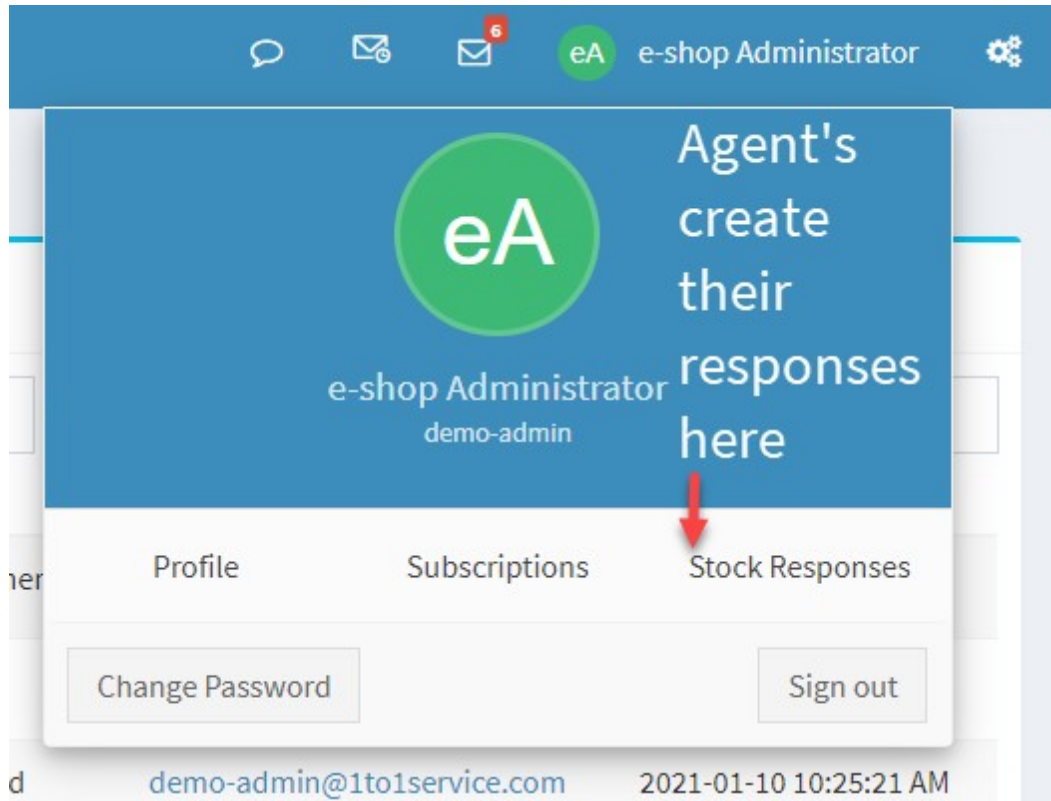 6
eA e-shop Administrator
Agent's
create
their
responses
here
eA
e-shop Administrator
demo-admin
Profile Subscriptions Stock Responses
ner
Change Password Sign out
d demo-admin@1to1service.com 2021-01-10 10:25:21 AM